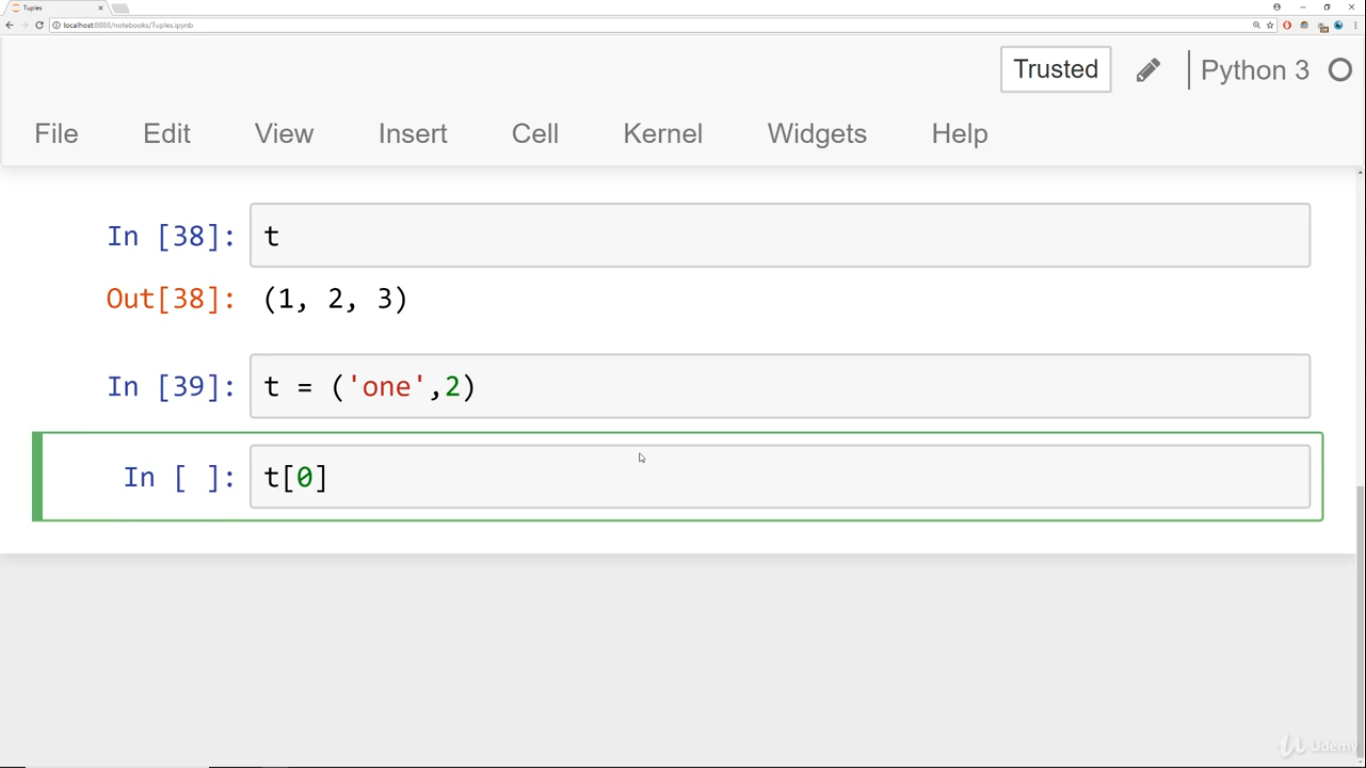 Tuples
localhost:8888/notebooks/Tuples.ipynb
Trusted
Python 3
File Edit View Insert Cell Kernel Widgets Help
In [38]: t
Out[38]: (1, 2, 3)
In [39]: t = ('one',2)
In [ ]: t[0]
Udemy